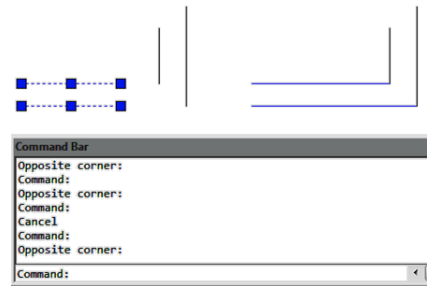 Command Bar
Opposite corner:
Command:
Opposite corner:
Command:
Cancel
Command:
Opposite corner:
Command: